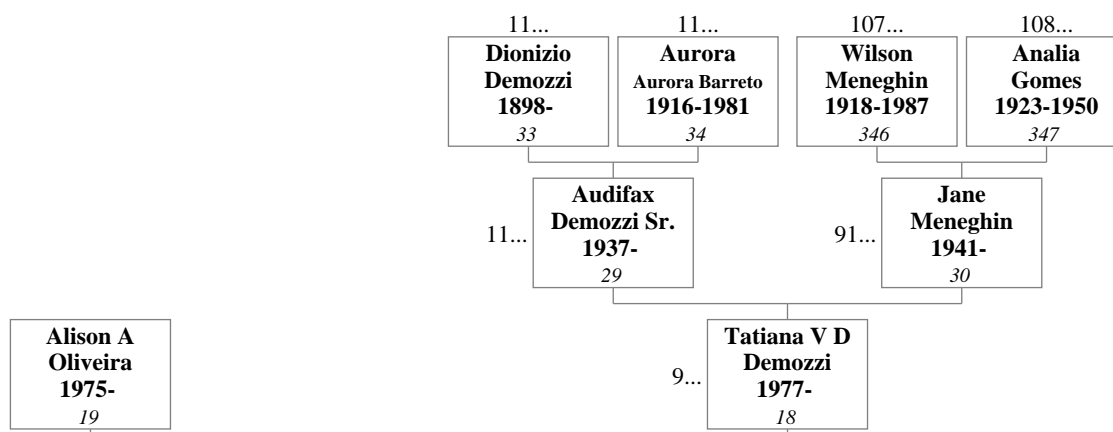 11...
11...
107...
108...
Dionizio
Demozzi
1898-
33
Aurora
Aurora Barreto
1916-1981
34
Wilson
Meneghin
1918-1987
346
Analia
Gomes
1923-1950
347
11...
Audifax
Demozzi Sr.
1937-
29
91...
Jane
Meneghin
1941-
30
Alison A
Oliveira
1975-
19
9...
Tatiana V D
Demozzi
1977-
18